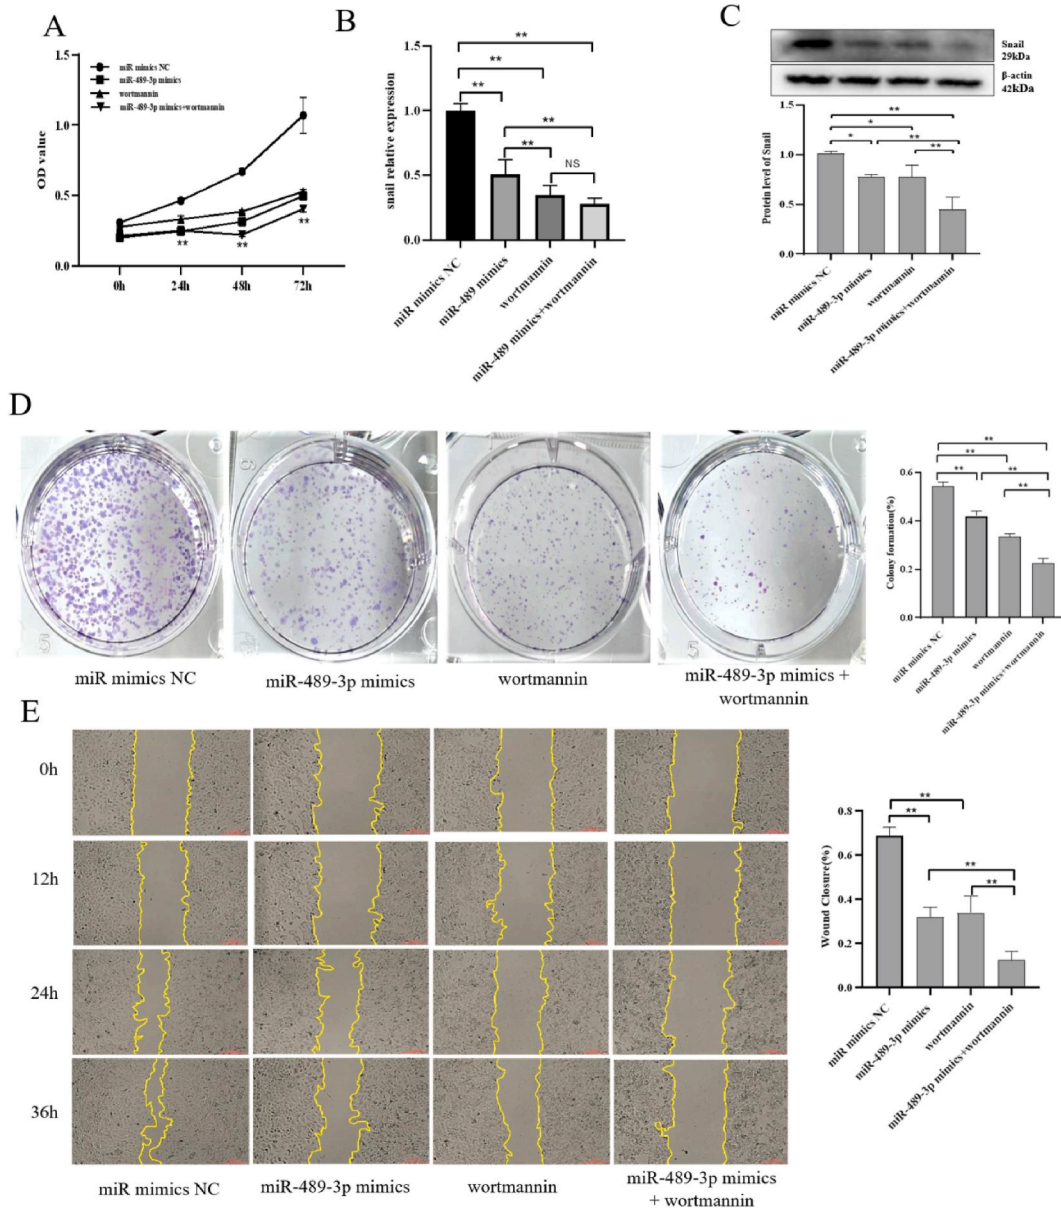 A
1.5
1.0
0.5
0.0
OD value
miR mimics NC
miR-489-3p mimics
wortmannin
miR-489-3p mimics+wortmannin
**
**
**
0h
24h
48h
72h
B
1.5
1.0
0.5
0.0
snail relative expression
**
**
**
**
**
NS
miR mimics NC
miR-489 mimics
wortmannin
miR-489 mimics+wortmannin
C
Snail
29kDa
β-actin
42kDa
1.5
1.0
0.5
0.0
Protein level of Snail
**
*
*
**
**
miR mimics NC
miR-489-3p mimics
wortmannin
miR-489-3p mimics+wortmannin
D
miR mimics NC
miR-489-3p mimics
wortmannin
miR-489-3p mimics +
wortmannin
0.6
0.4
0.2
0.0
Colony formation(%)
**
**
**
**
**
miR mimics NC
miR-489-3p mimics
wortmannin
miR-489-3p mimics+wortmannin
E
0h
12h
24h
36h
miR mimics NC
miR-489-3p mimics
wortmannin
miR-489-3p mimics
+ wortmannin
0.8
0.6
0.4
0.2
0.0
Wound Closure(%)
**
**
**
**
miR mimics NC
miR-489-3p mimics
wortmannin
miR-489-3p mimics+wortmannin